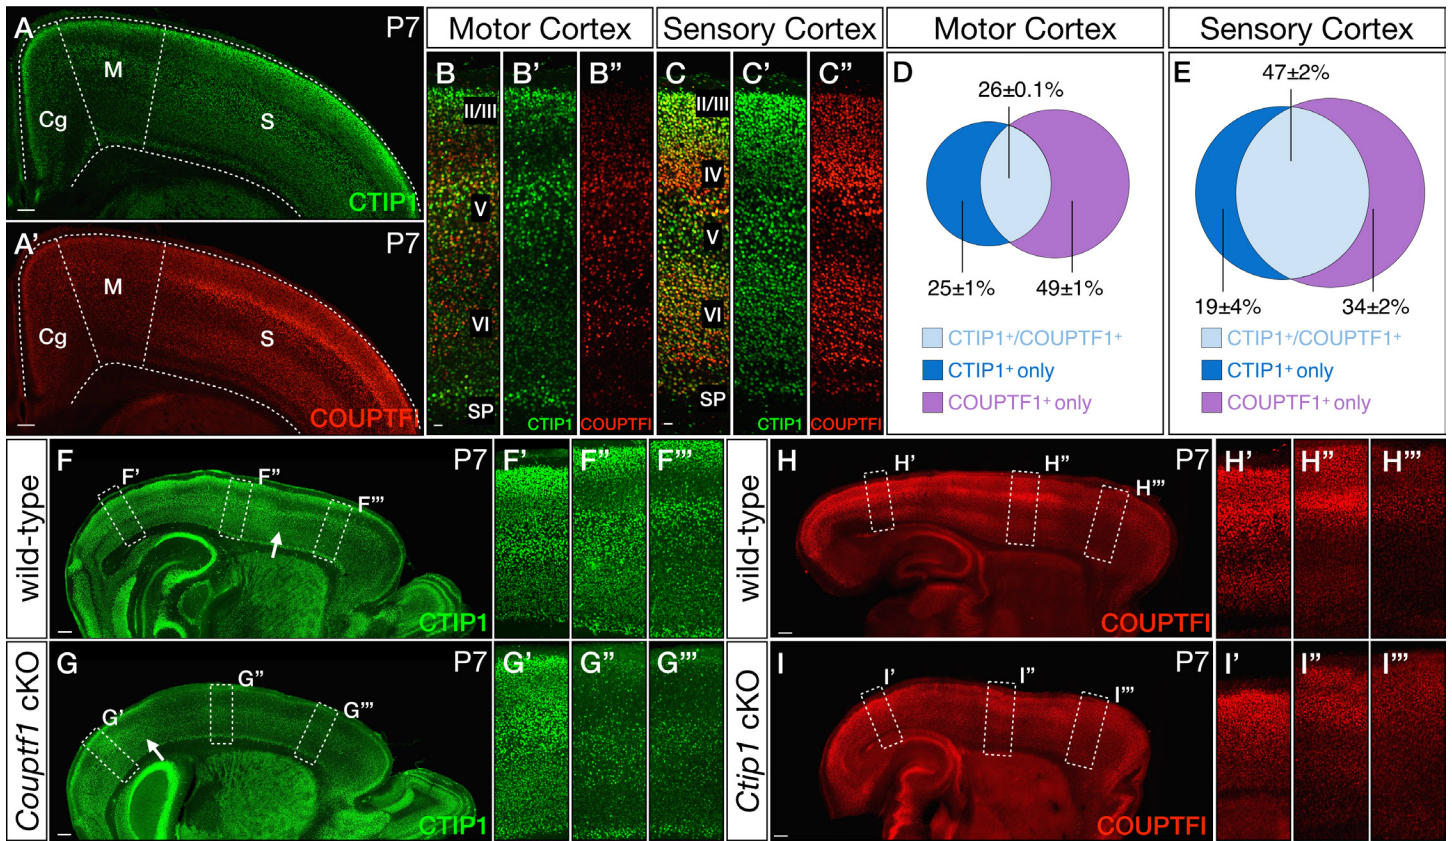 A
P7
M
Cg
S
CTIP1
A'
P7
M
Cg
S
COUPTFI
Motor Cortex
Sensory Cortex
B
B'
B”
II/III
V
VI
SP
CTIP1
COUPTFI
C
C'
C”
II/III
IV
V
VI
SP
CTIP1
COUPTFI
Motor Cortex
D
26±0.1%
25±1%
49±1%
CTIP1⁺/COUPTF1⁺
CTIP1⁺ only
COUPTF1⁺ only
Sensory Cortex
E
47±2%
19±4%
34±2%
CTIP1⁺/COUPTF1⁺
CTIP1⁺ only
COUPTF1⁺ only
wild-type
F
P7
F'
F”
F'”
CTIP1
F'
F”
F'”
wild-type
H
P7
H'
H”
H'”
COUPTFI
H'
H”
H'”
Couptf1 cKO
G
P7
G'
G”
G'”
CTIP1
G'
G”
G'”
Ctip1 cKO
I
P7
I'
I”
I'”
COUPTFI
I'
I”
I'”